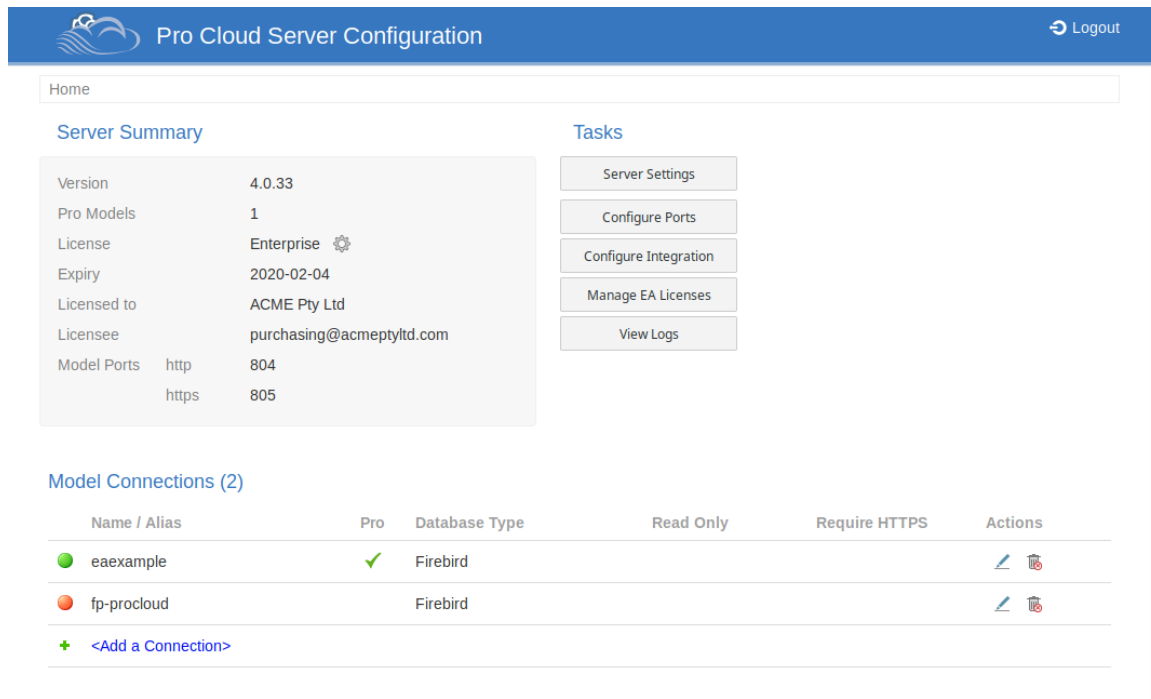 Pro Cloud Server Configuration
Logout
Home
Server Summary
Version 4.0.33
Pro Models 1
License Enterprise
Expiry 2020-02-04
Licensed to ACME Pty Ltd
Licensee purchasing@acmeptyltd.com
Model Ports http 804
https 805
Tasks
Server Settings
Configure Ports
Configure Integration
Manage EA Licenses
View Logs
Model Connections (2)
Name / Alias Pro Database Type Read Only Require HTTPS Actions
eaexample Firebird
fp-procloud Firebird
<Add a Connection>